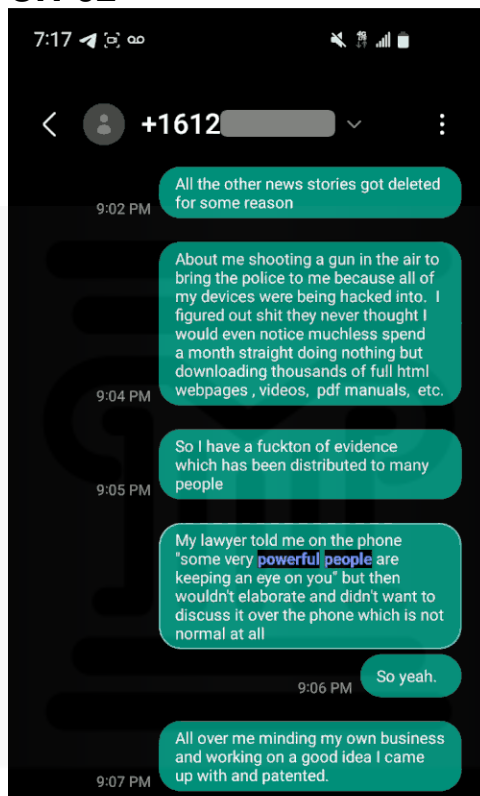 7:17
+1612
All the other news stories got deleted
for some reason
9:02 PM
About me shooting a gun in the air to
bring the police to me because all of
my devices were being hacked into. I
figured out shit they never thought I
would even notice muchless spend
a month straight doing nothing but
downloading thousands of full html
webpages , videos, pdf manuals, etc.
9:04 PM
So I have a fuckton of evidence
which has been distributed to many
people
9:05 PM
My lawyer told me on the phone
"some very powerful people are
keeping an eye on you" but then
wouldn't elaborate and didn't want to
discuss it over the phone which is not
normal at all
So yeah.
9:06 PM
All over me minding my own business
and working on a good idea I came
up with and patented.
9:07 PM